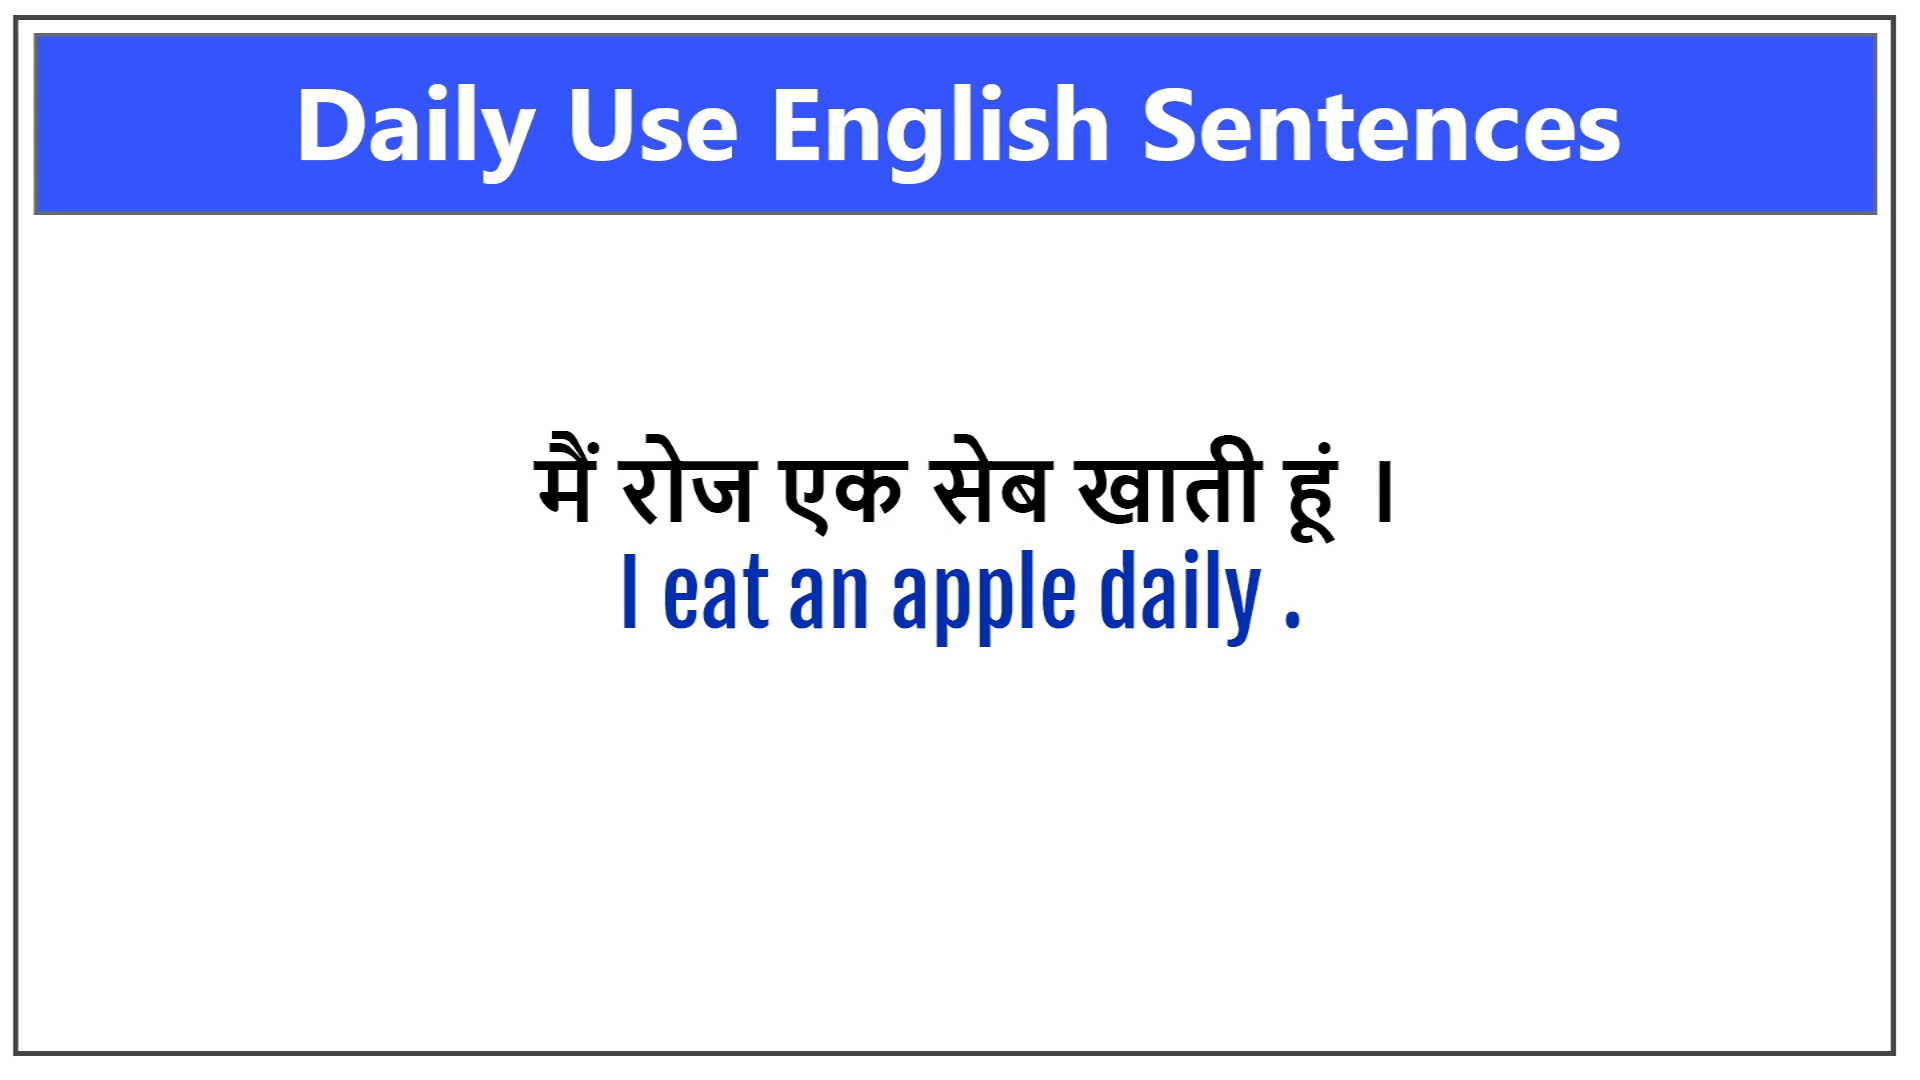 Daily Use English Sentences
मैं रोज एक सेब खाती हूं ।
I eat an apple daily .